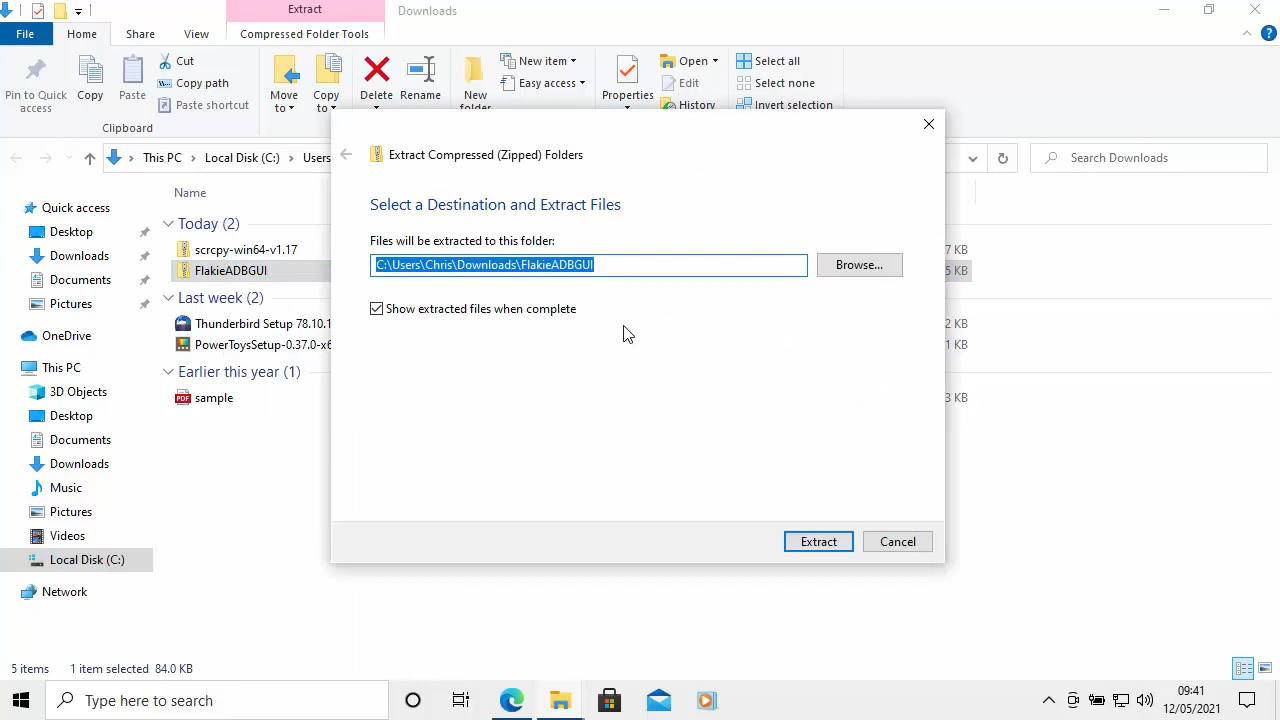 Extract
Downloads
File
Home
Share
View
Compressed Folder Tools
Pin to Quick
access
Copy
Paste
Cut
Copy path
Paste shortcut
Clipboard
Move
to
Copy
to
Delete
Rename
New
folder
New item
Easy access
Properties
Open
Edit
History
Select all
Select none
Invert selection
This PC
Local Disk (C:)
Users
Search Downloads
Name
Quick access
Desktop
Downloads
Documents
Pictures
OneDrive
This PC
3D Objects
Desktop
Documents
Downloads
Music
Pictures
Videos
Local Disk (C:)
Network
Today (2)
scrcpy-win64-v1.17
7 KB
FlakieADBGUI
5 KB
Last week (2)
Thunderbird Setup 78.10.1
2 KB
PowerToysSetup-0.37.0-x6
1 KB
Earlier this year (1)
PDF
sample
3 KB
Extract Compressed (Zipped) Folders
Select a Destination and Extract Files
Files will be extracted to this folder:
C:\Users\Chris\Downloads\FlakieADBGUI
Browse...
Show extracted files when complete
Extract
Cancel
5 items
1 item selected 84.0 KB
Type here to search
09:41
12/05/2021